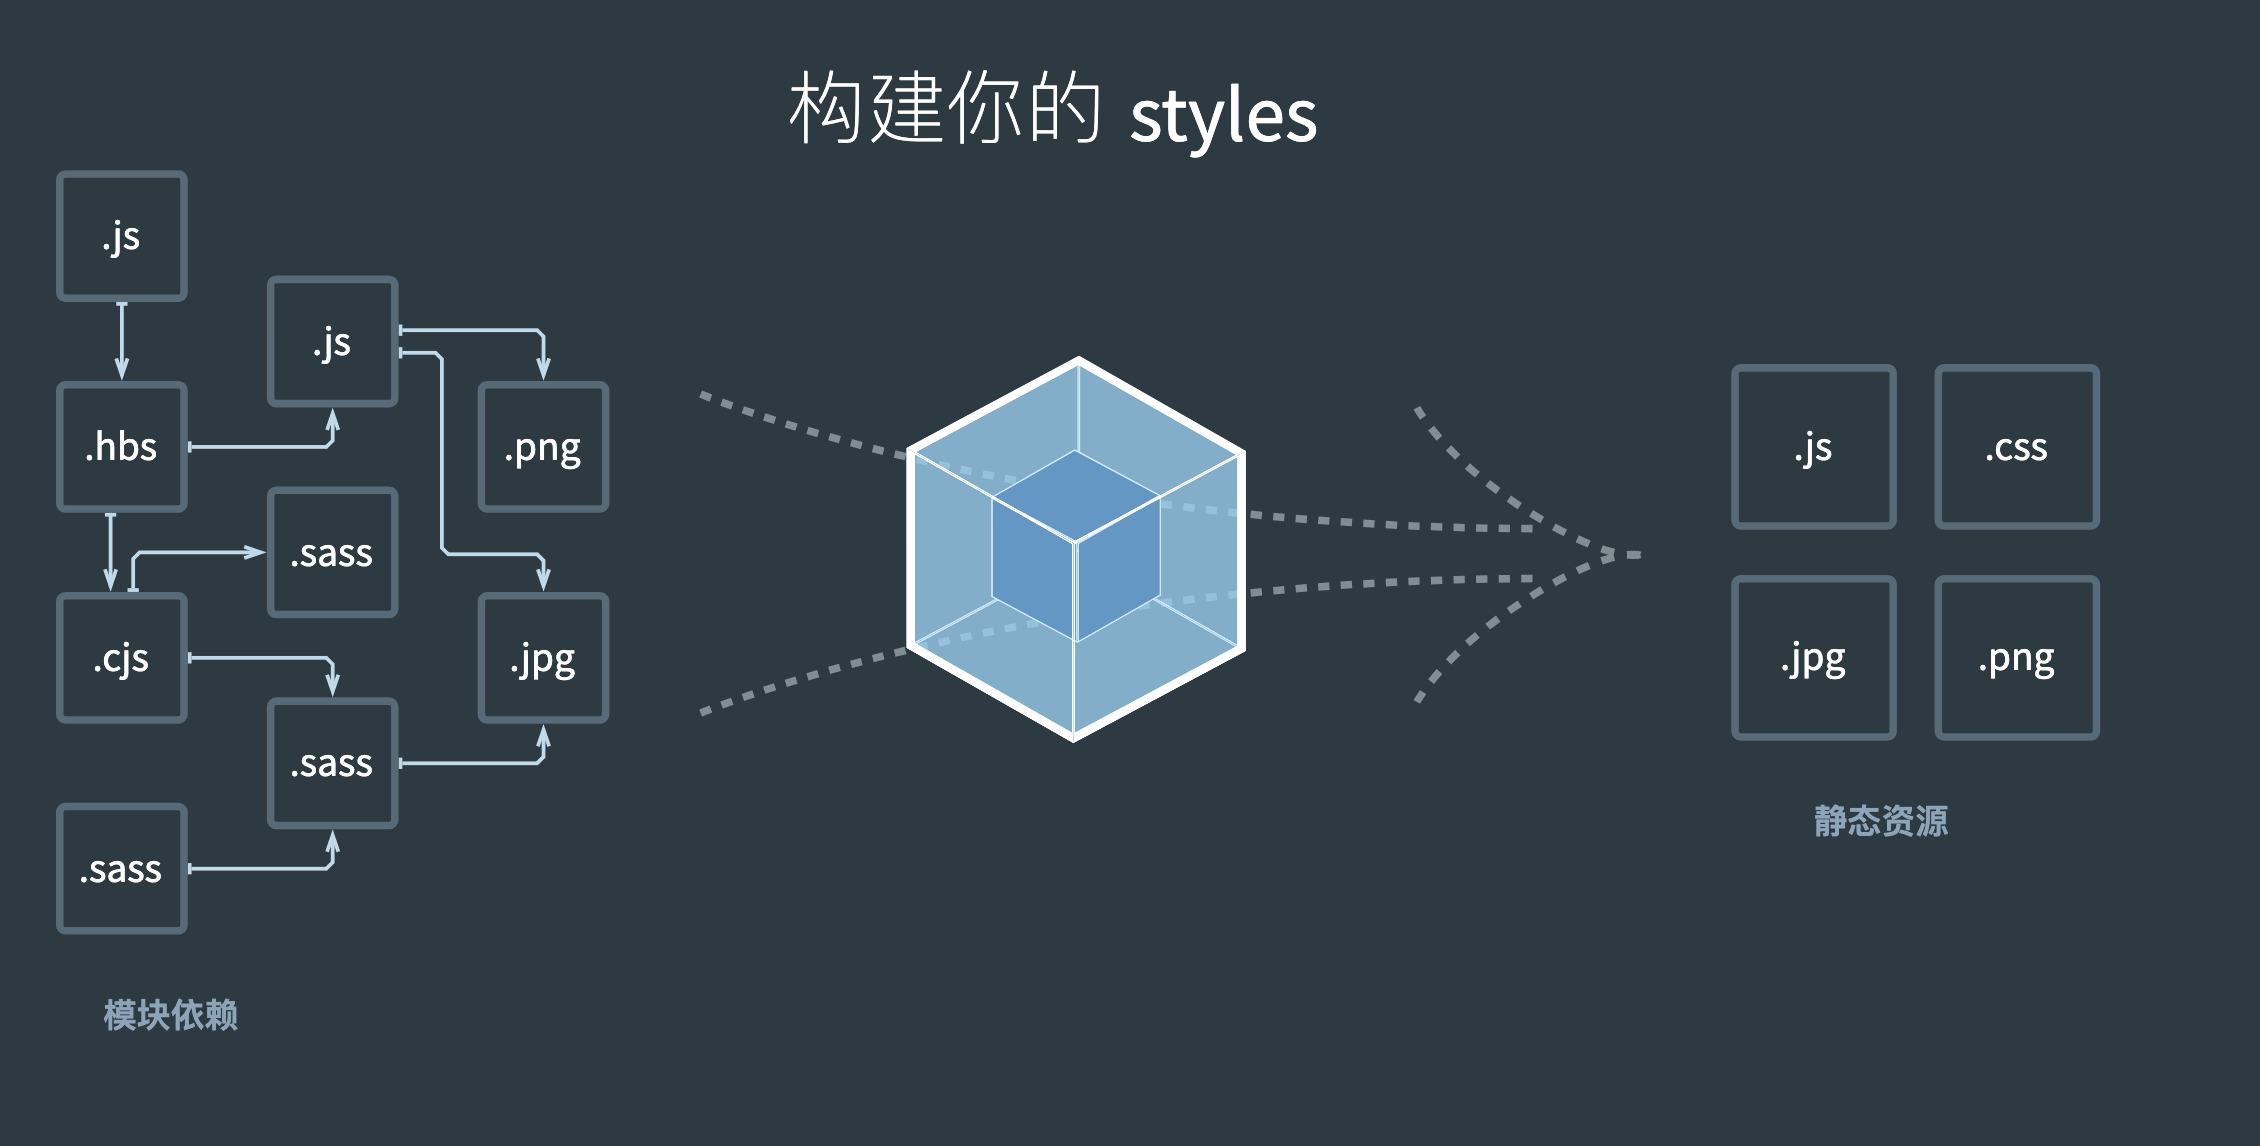 构建你的 styles
.js
.js
.hbs
.png
.sass
.cjs
.jpg
.sass
.sass
模块依赖
.js
.css
.jpg
.png
静态资源